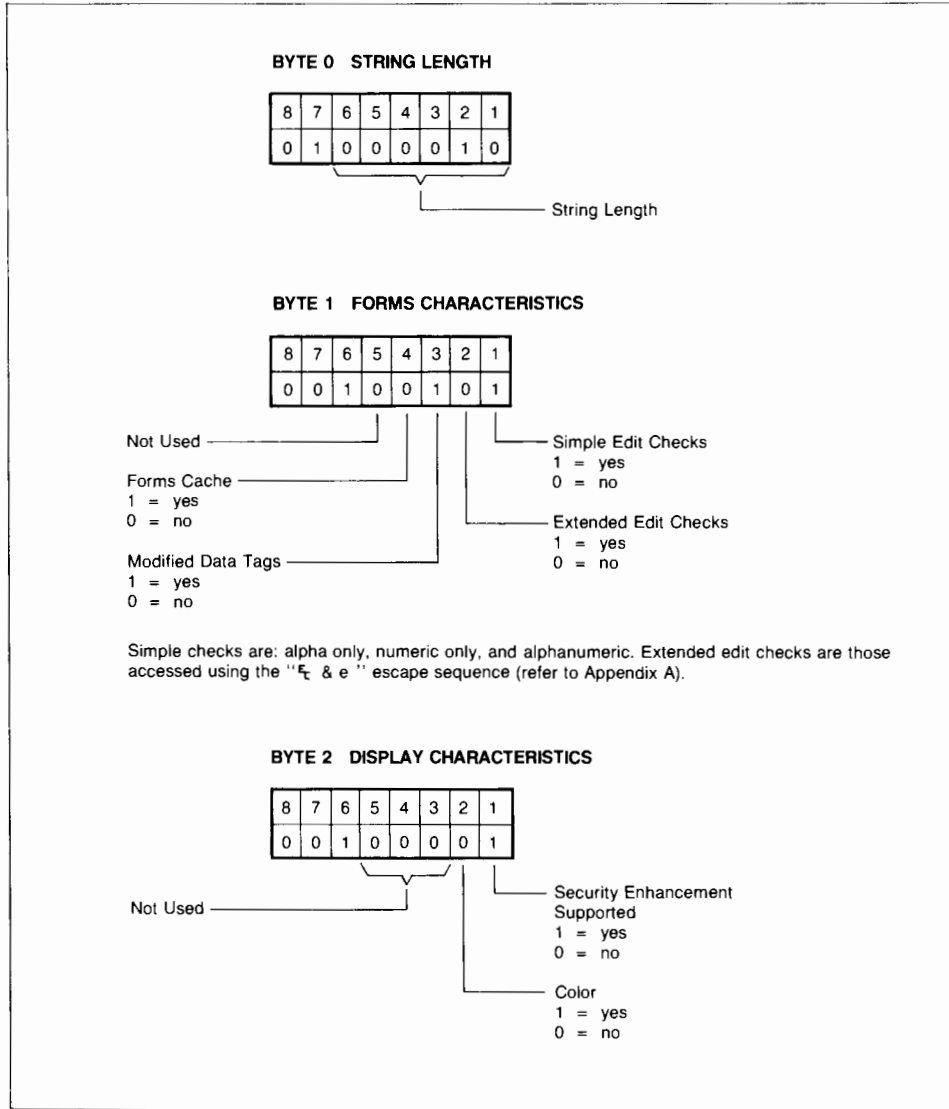 BYTE 0 STRING LENGTH
8 7 6 5 4 3 2 1
0 1 0 0 0 0 1 0
String Length
BYTE 1 FORMS CHARACTERISTICS
8 7 6 5 4 3 2 1
0 0 1 0 0 1 0 1
Not Used
Forms Cache
1 = yes
0 = no
Modified Data Tags
1 = yes
0 = no
Simple Edit Checks
1 = yes
0 = no
Extended Edit Checks
1 = yes
0 = no
Simple checks are: alpha only, numeric only, and alphanumeric. Extended edit checks are those
accessed using the "␛ & e " escape sequence (refer to Appendix A).
BYTE 2 DISPLAY CHARACTERISTICS
8 7 6 5 4 3 2 1
0 0 1 0 0 0 0 1
Not Used
Security Enhancement
Supported
1 = yes
0 = no
Color
1 = yes
0 = no